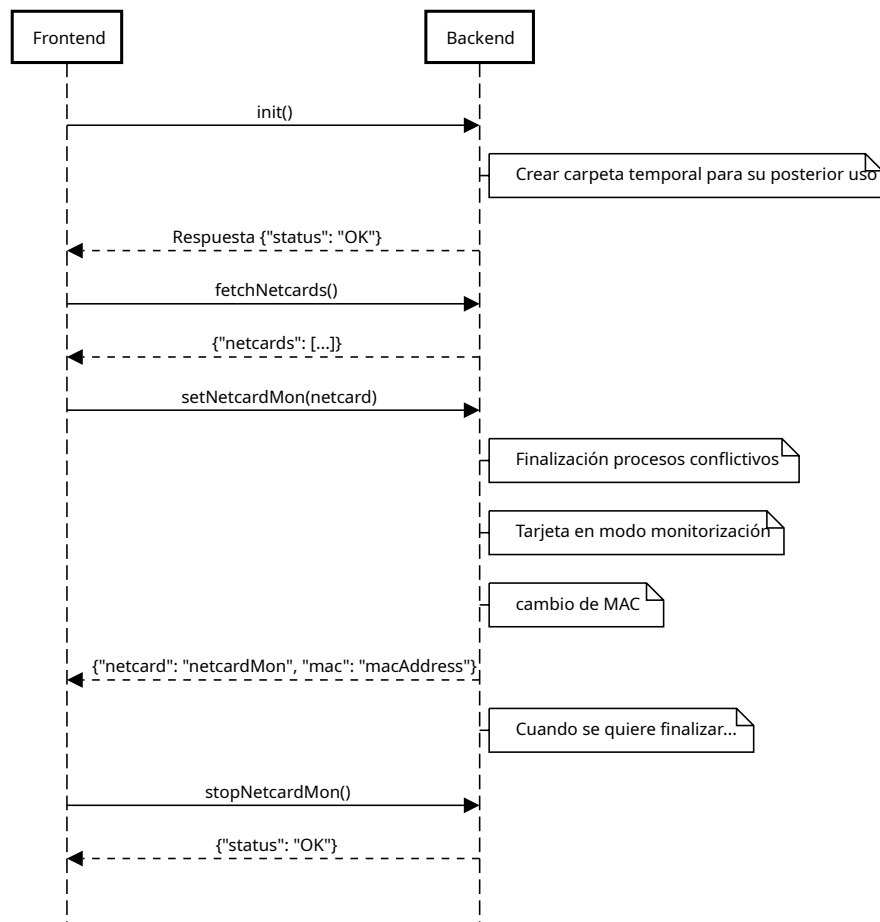 Frontend
Backend
init()
Crear carpeta temporal para su posterior uso
Respuesta {"status": "OK"}
fetchNetcards()
{"netcards": [...]}
setNetcardMon(netcard)
Finalización procesos conflictivos
Tarjeta en modo monitorización
cambio de MAC
{"netcard": "netcardMon", "mac": "macAddress"}
Cuando se quiere finalizar...
stopNetcardMon()
{"status": "OK"}